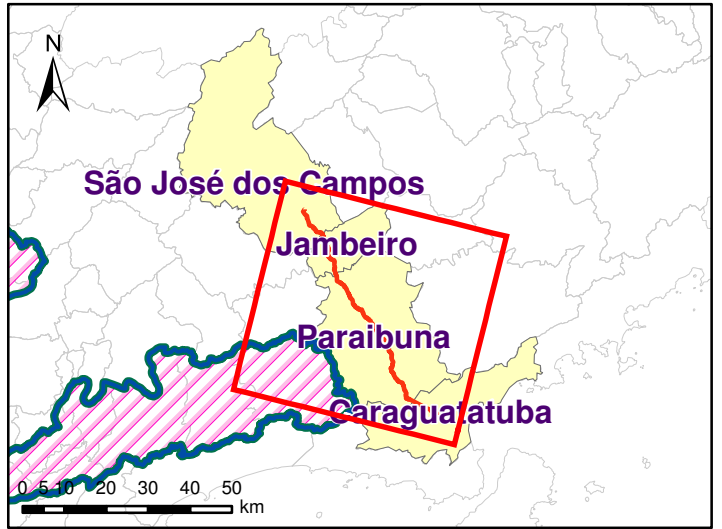 N
São José dos Campos
Jambeiro
Paraibuna
Caraguatatuba
0 5 10 20 30 40 50
km